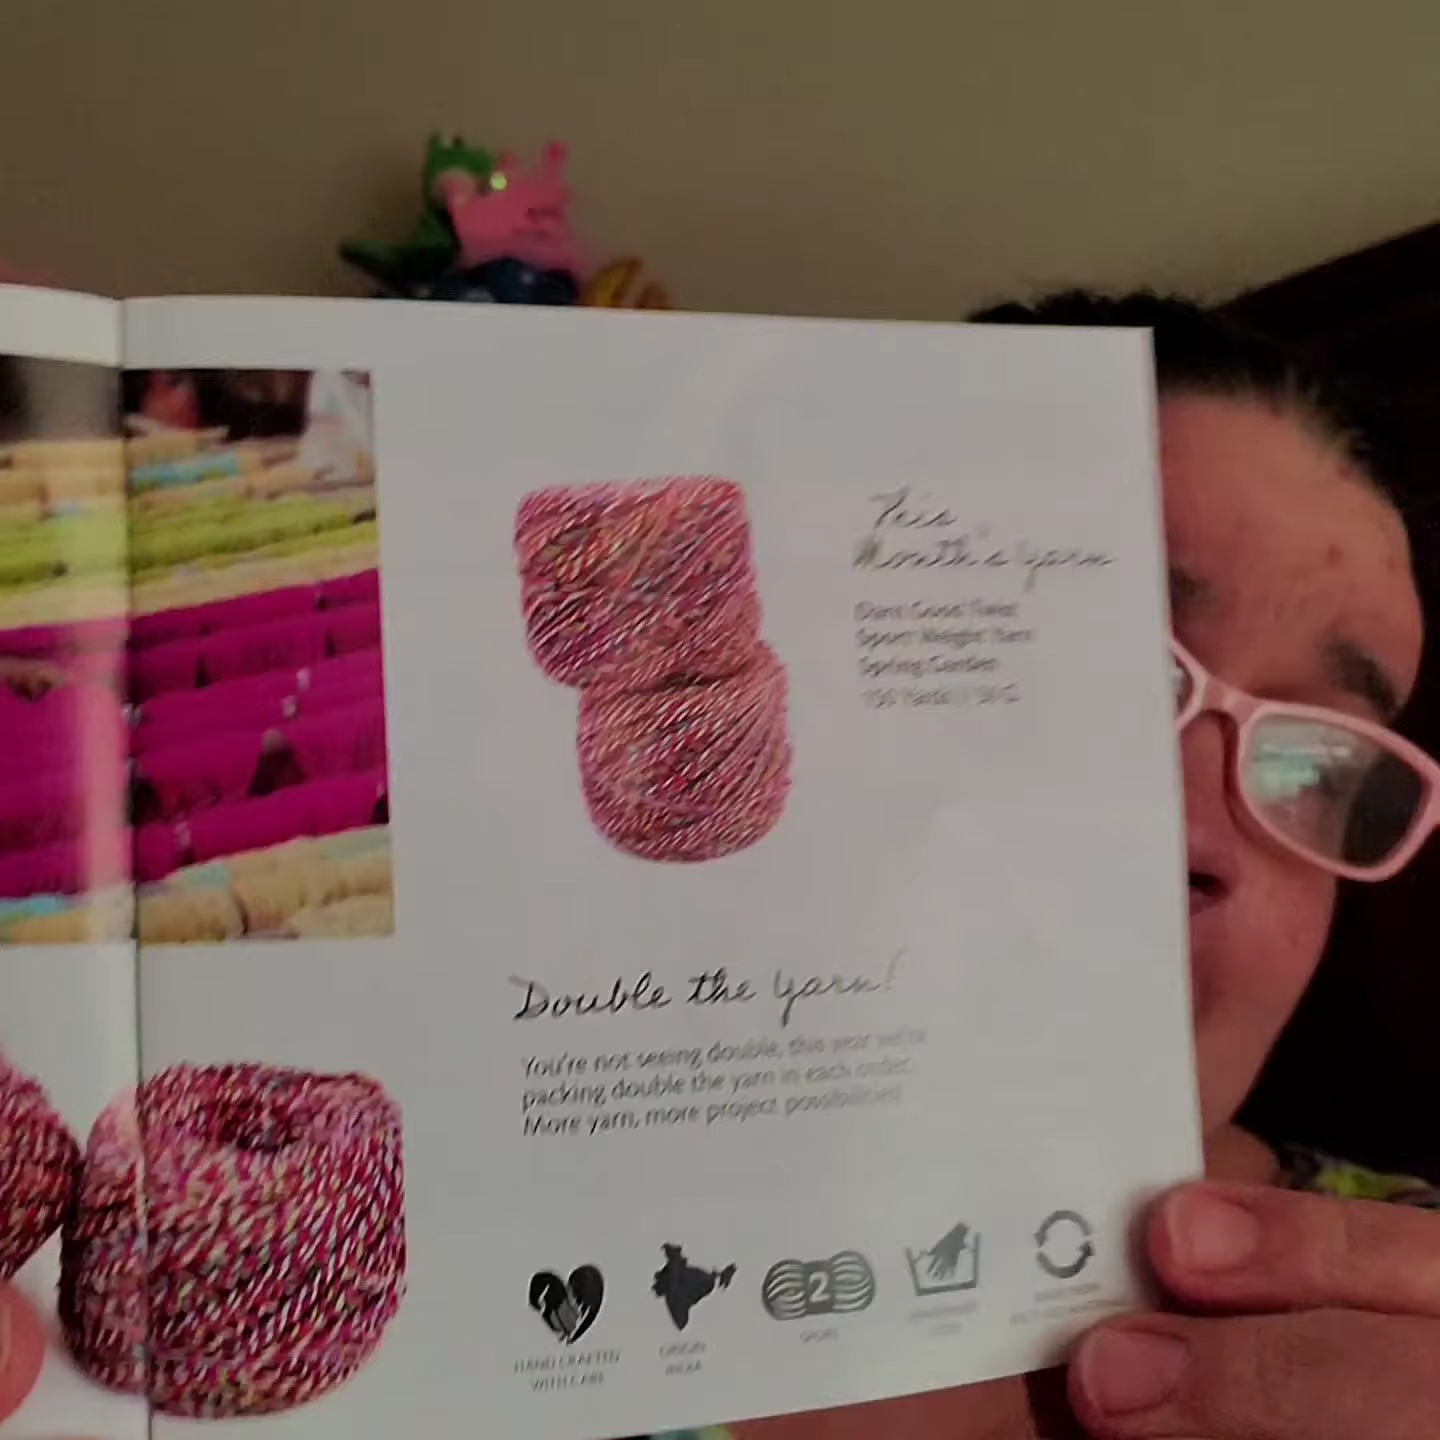 This
Month's yarn
Sport Weight Yarn
Spring Garden
Double the yarn!
You're not seeing double, this year we're
packing double the yarn in each order.
More yarn, more project possibilities!
2
HAND CRAFTED
WITH CARE
ORIGIN
INDIA
SPORT